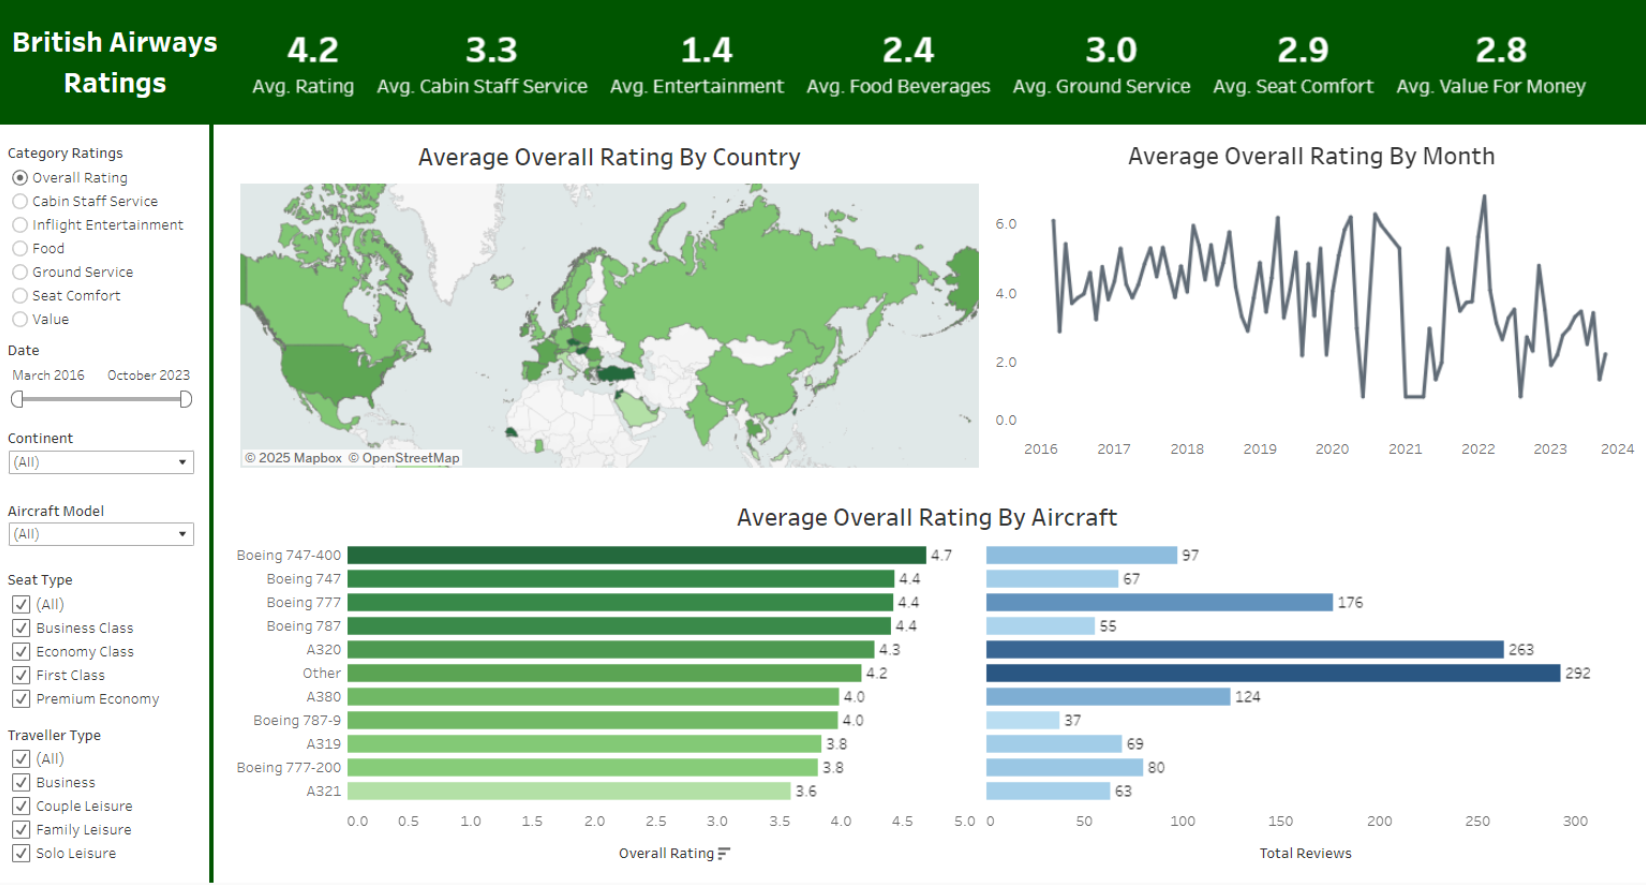 British Airways
Ratings
4.2
Avg. Rating
3.3
Avg. Cabin Staff Service
1.4
Avg. Entertainment
2.4
Avg. Food Beverages
3.0
Avg. Ground Service
2.9
Avg. Seat Comfort
2.8
Avg. Value For Money
Category Ratings
Overall Rating
Cabin Staff Service
Inflight Entertainment
Food
Ground Service
Seat Comfort
Value
Date
March 2016 October 2023
Continent
(All)
Aircraft Model
(All)
Seat Type
(All)
Business Class
Economy Class
First Class
Premium Economy
Traveller Type
(All)
Business
Couple Leisure
Family Leisure
Solo Leisure
Average Overall Rating By Country
© 2025 Mapbox © OpenStreetMap
Average Overall Rating By Month
6.0
4.0
2.0
0.0
2016 2017 2018 2019 2020 2021 2022 2023 2024
Average Overall Rating By Aircraft
Boeing 747-400 4.7 97
Boeing 747 4.4 67
Boeing 777 4.4 176
Boeing 787 4.4 55
A320 4.3 263
Other 4.2 292
A380 4.0 124
Boeing 787-9 4.0 37
A319 3.8 69
Boeing 777-200 3.8 80
A321 3.6 63
0.0 0.5 1.0 1.5 2.0 2.5 3.0 3.5 4.0 4.5 5.0 0 50 100 150 200 250 300
Overall Rating Total Reviews